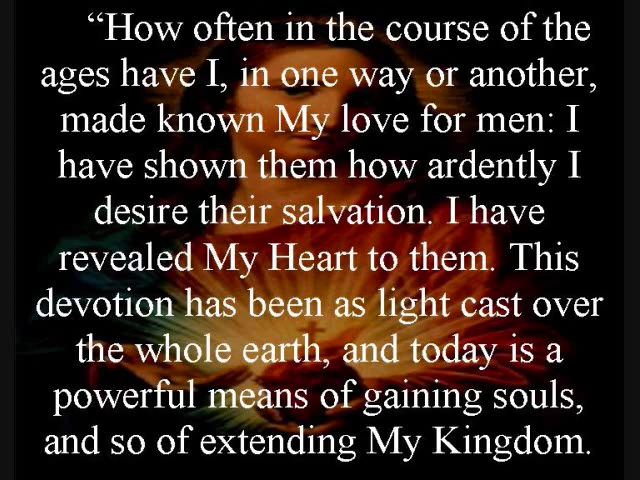 “How often in the course of the
ages have I, in one way or another,
made known My love for men: I
have shown them how ardently I
desire their salvation. I have
revealed My Heart to them. This
devotion has been as light cast over
the whole earth, and today is a
powerful means of gaining souls,
and so of extending My Kingdom.